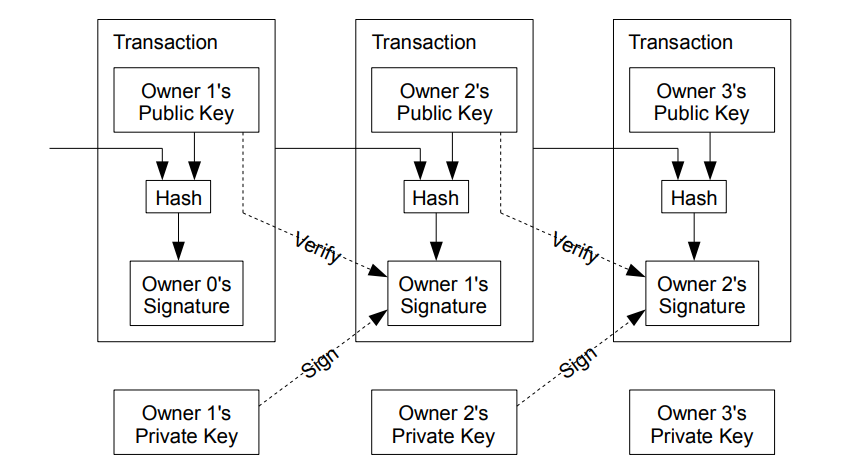 Transaction
Transaction
Transaction
Owner 1's
Public Key
Owner 2's
Public Key
Owner 3's
Public Key
Hash
Hash
Hash
Verify
Verify
Owner 0's
Signature
Owner 1's
Signature
Owner 2's
Signature
Sign
Sign
Owner 1's
Private Key
Owner 2's
Private Key
Owner 3's
Private Key